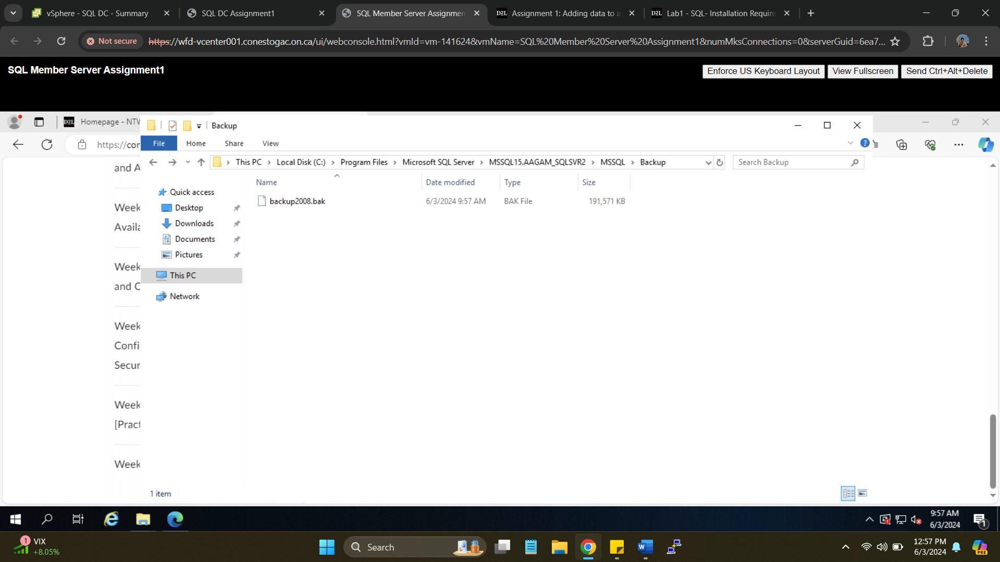 vSphere - SQL DC - Summary
SQL DC Assignment1
SQL Member Server Assignmen
D2L
Assignment 1: Adding data to a
D2L
Lab1 - SQL- Installation Require
Not secure
https://wfd-vcenter001.conestogac.on.ca/ui/webconsole.html?vmId=vm-141624&vmName=SQL%20Member%20Server%20Assignment1&numMksConnections=0&serverGuid=6ea7...
SQL Member Server Assignment1
Enforce US Keyboard Layout
View Fullscreen
Send Ctrl+Alt+Delete
D2L
Homepage - NTW
Backup
https://cor
File
Home
Share
View
This PC
Local Disk (C:)
Program Files
Microsoft SQL Server
MSSQL15.AAGAM_SQLSVR2
MSSQL
Backup
Search Backup
and A
Week
Availa
Week
and C
Week
Confi
Secur
Week
[Pract
Week
Quick access
Desktop
Downloads
Documents
Pictures
This PC
Network
Name
Date modified
Type
Size
backup2008.bak
6/3/2024 9:57 AM
BAK File
191,571 KB
1 item
9:57 AM
6/3/2024
1
1
VIX
+8.05%
Search
W
12:57 PM
6/3/2024
PRE